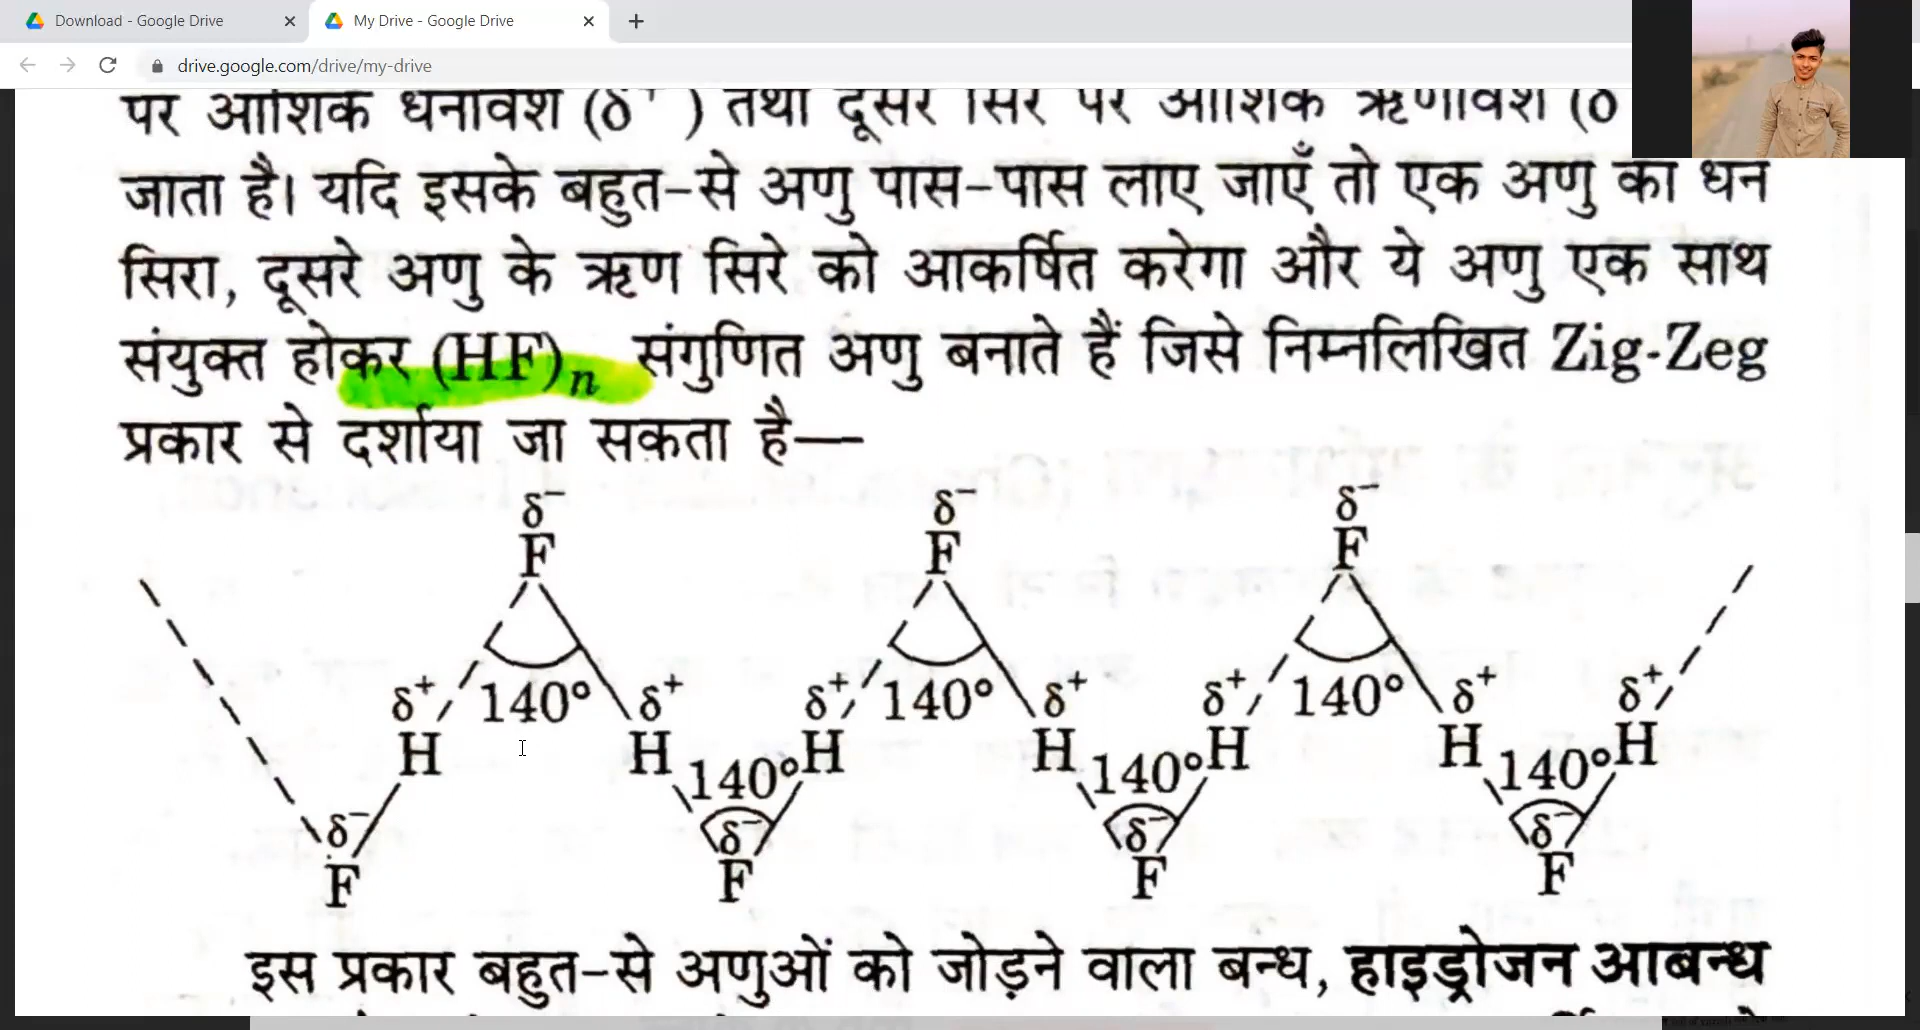 Download - Google Drive
My Drive - Google Drive
drive.google.com/drive/my-drive
पर आंशिक धनावेश (δ+) तथा दूसरे सिरे पर आंशिक ऋणावेश (δ
जाता है। यदि इसके बहुत-से अणु पास-पास लाए जाएँ तो एक अणु का धन
सिरा, दूसरे अणु के ऋण सिरे को आकर्षित करेगा और ये अणु एक साथ
संयुक्त होकर (HF)n संगुणित अणु बनाते हैं जिसे निम्नलिखित Zig-Zeg
प्रकार से दर्शाया जा सकता है—
δ− δ− δ−
F F F
δ+ 140° δ+ δ+ 140° δ+ δ+ 140° δ+ δ+
H H 140° H H 140° H H 140° H
δ− δ− δ− δ−
F F F F
इस प्रकार बहुत-से अणुओं को जोड़ने वाला बन्ध, हाइड्रोजन आबन्ध